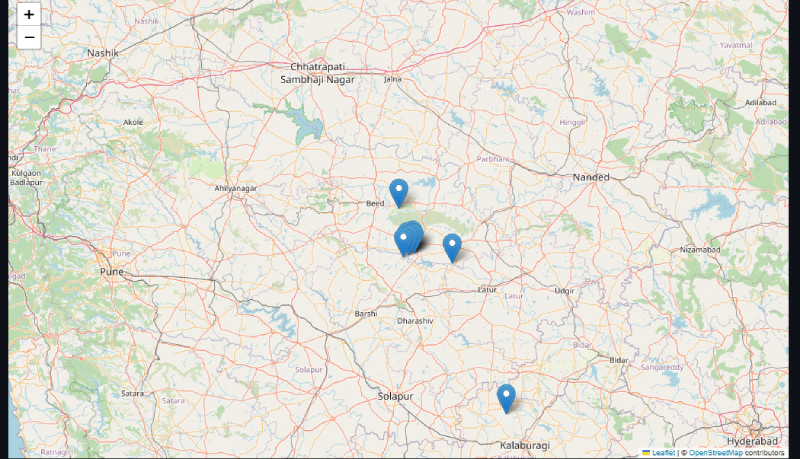 +
−
Nashik
Nashik
Washim
Chhatrapati
Sambhaji Nagar
Jalna
Yavatmal
Adilabad
Adilabad
Akole
Hingoli
Thane
ndi
Kulgaon
Badlapur
Parbhani
Nanded
Ahilyanagar
Beed
Pune
Pune
Nizamabad
gad
Latur
Latur
Udgir
Barshi
Dharashiv
Bidar
Bidar
Sangareddy
Solapur
Satara
Satara
Solapur
Kalaburagi
Kalaburagi
Hyderabad
Ratnagiri
Leaflet | © OpenStreetMap contributors